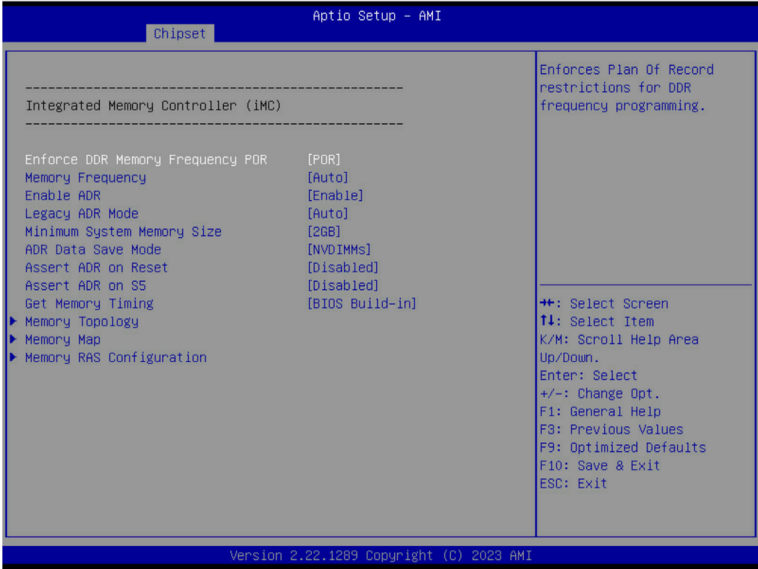 Aptio Setup - AMI
Chipset
--------------------------------------------------
Integrated Memory Controller (iMC)
--------------------------------------------------
Enforce DDR Memory Frequency POR [POR]
Memory Frequency [Auto]
Enable ADR [Enable]
Legacy ADR Mode [Auto]
Minimum System Memory Size [2GB]
ADR Data Save Mode [NVDIMMs]
Assert ADR on Reset [Disabled]
Assert ADR on S5 [Disabled]
Get Memory Timing [BIOS Build-in]
Memory Topology
Memory Map
Memory RAS Configuration
Enforces Plan Of Record
restrictions for DDR
frequency programming.
→←: Select Screen
↑↓: Select Item
K/M: Scroll Help Area
Up/Down.
Enter: Select
+/-: Change Opt.
F1: General Help
F3: Previous Values
F9: Optimized Defaults
F10: Save & Exit
ESC: Exit
Version 2.22.1289 Copyright (C) 2023 AMI